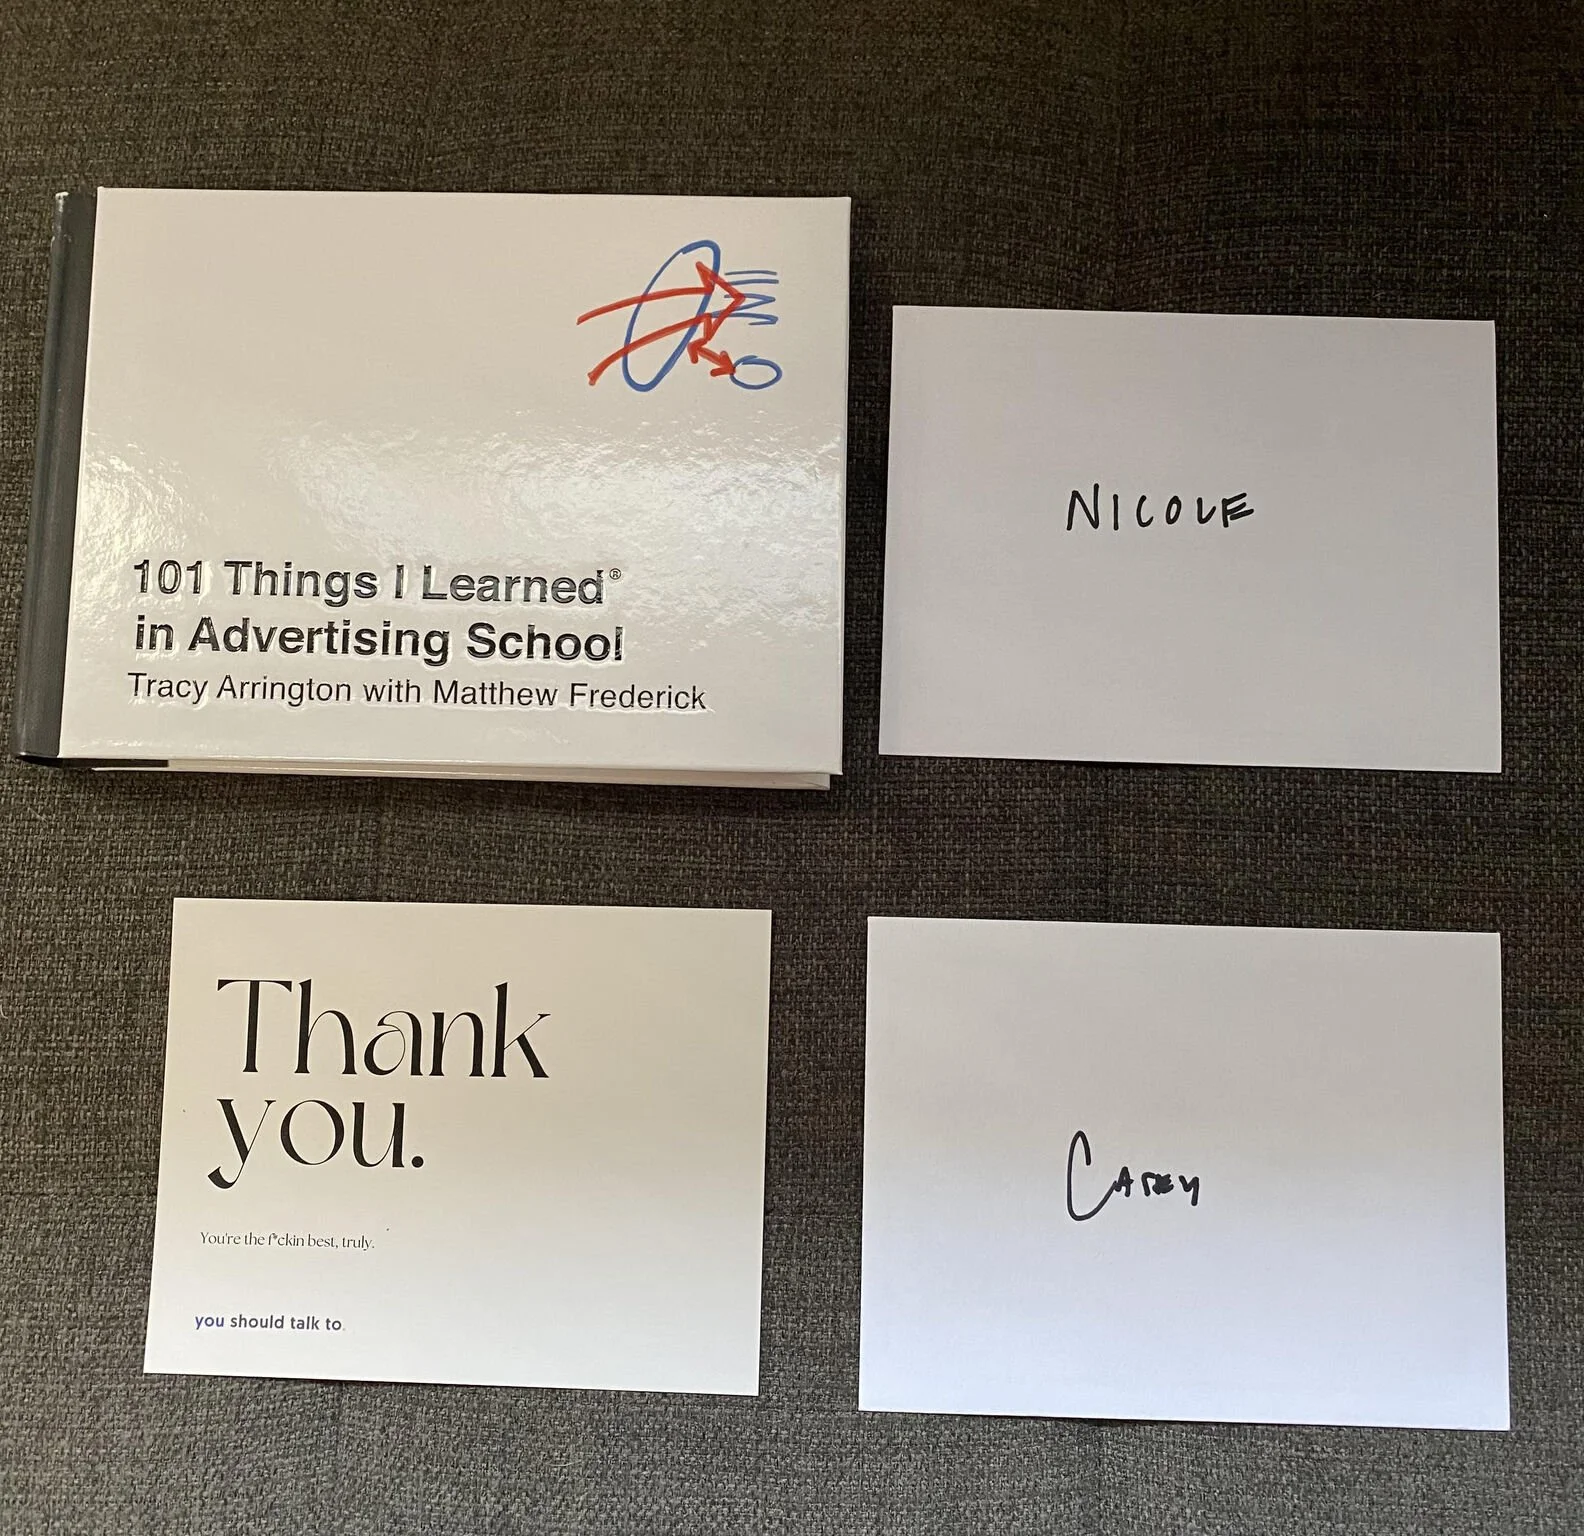 101 Things I Learned®
in Advertising School
Tracy Arrington with Matthew Frederick
NICOLE
Thank
you.
You're the f*ckin best, truly.
you should talk to.
CASEY